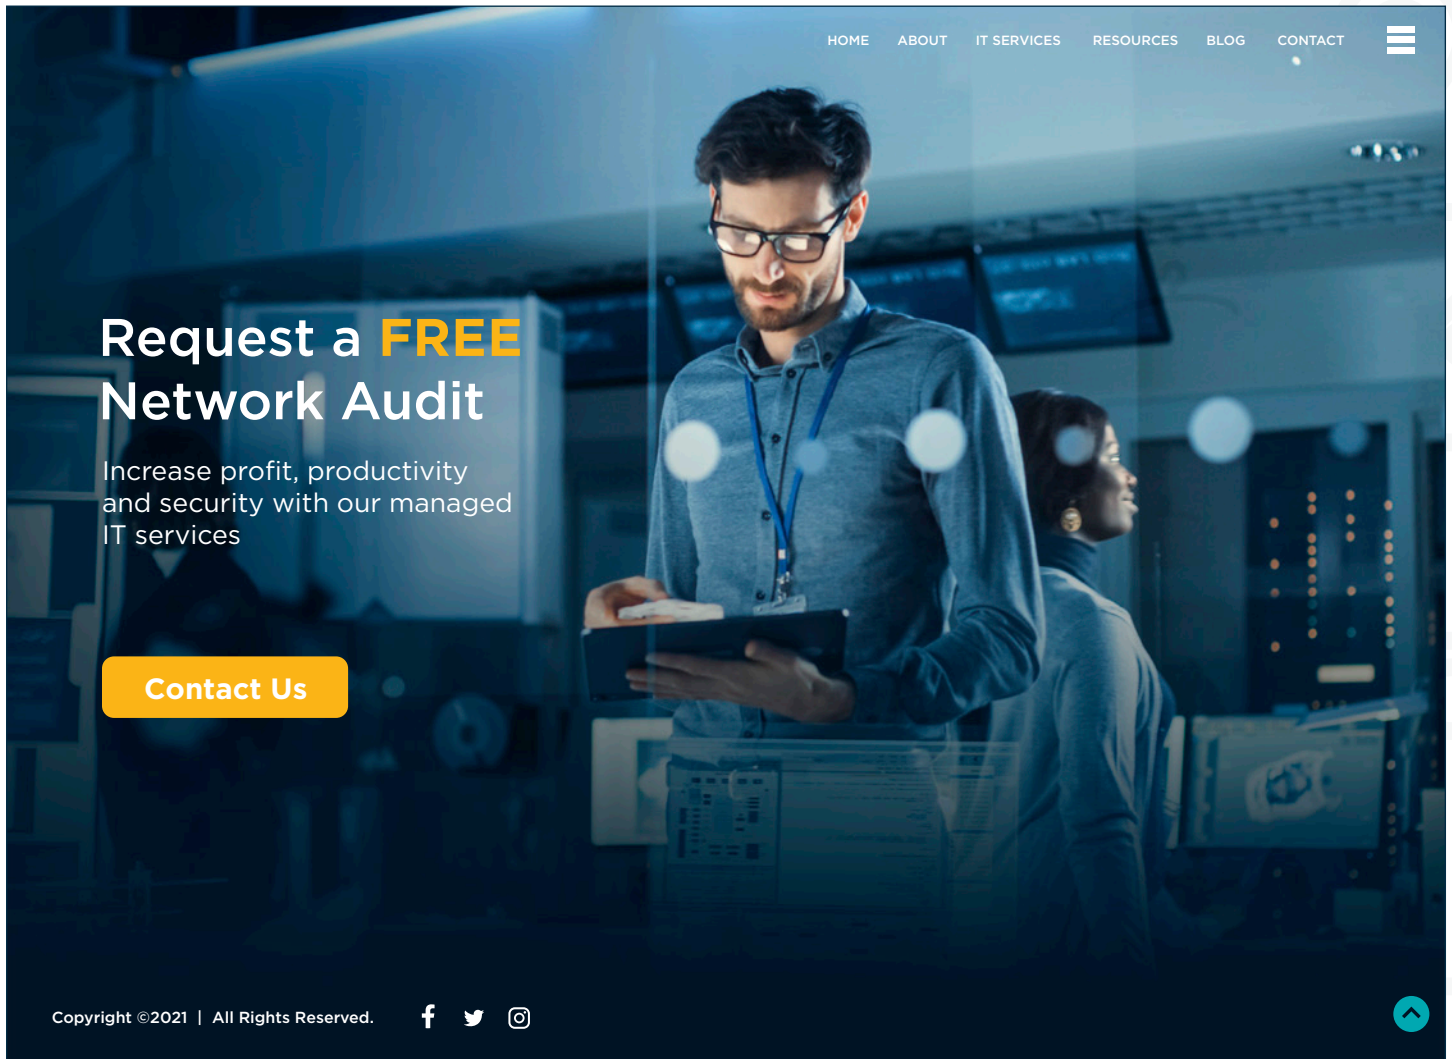 HOME ABOUT IT SERVICES RESOURCES BLOG CONTACT
Request a FREE
Network Audit
Increase profit, productivity
and security with our managed
IT services
Contact Us
Copyright ©2021 | All Rights Reserved.